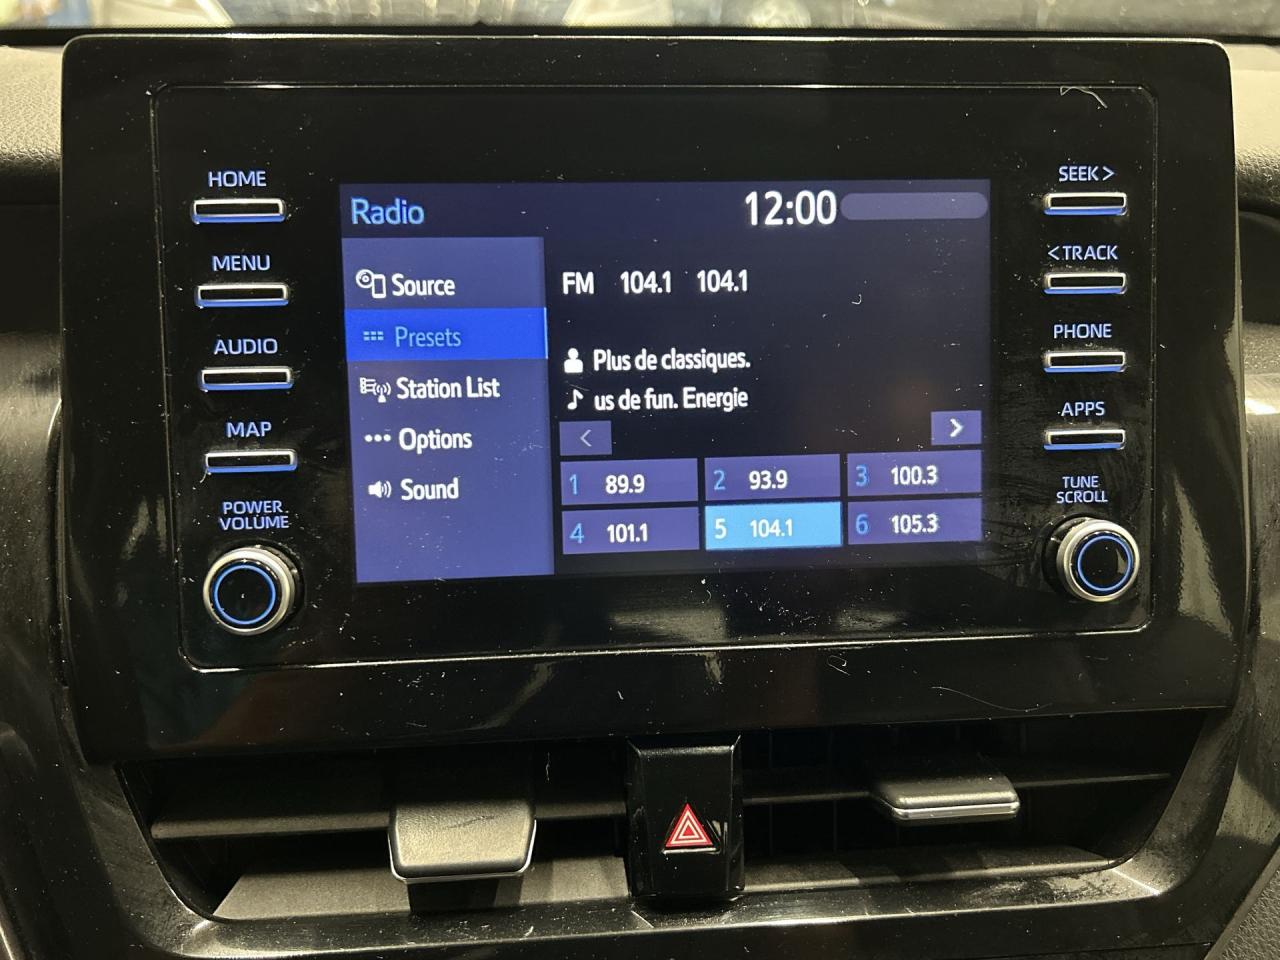 HOME
MENU
AUDIO
MAP
POWER
VOLUME
Radio
12:00
Source
Presets
Station List
Options
Sound
FM 104.1 104.1
Plus de classiques.
us de fun. Energie
< >
1 89.9 2 93.9 3 100.3
4 101.1 5 104.1 6 105.3
SEEK>
<TRACK
PHONE
APPS
TUNE
SCROLL